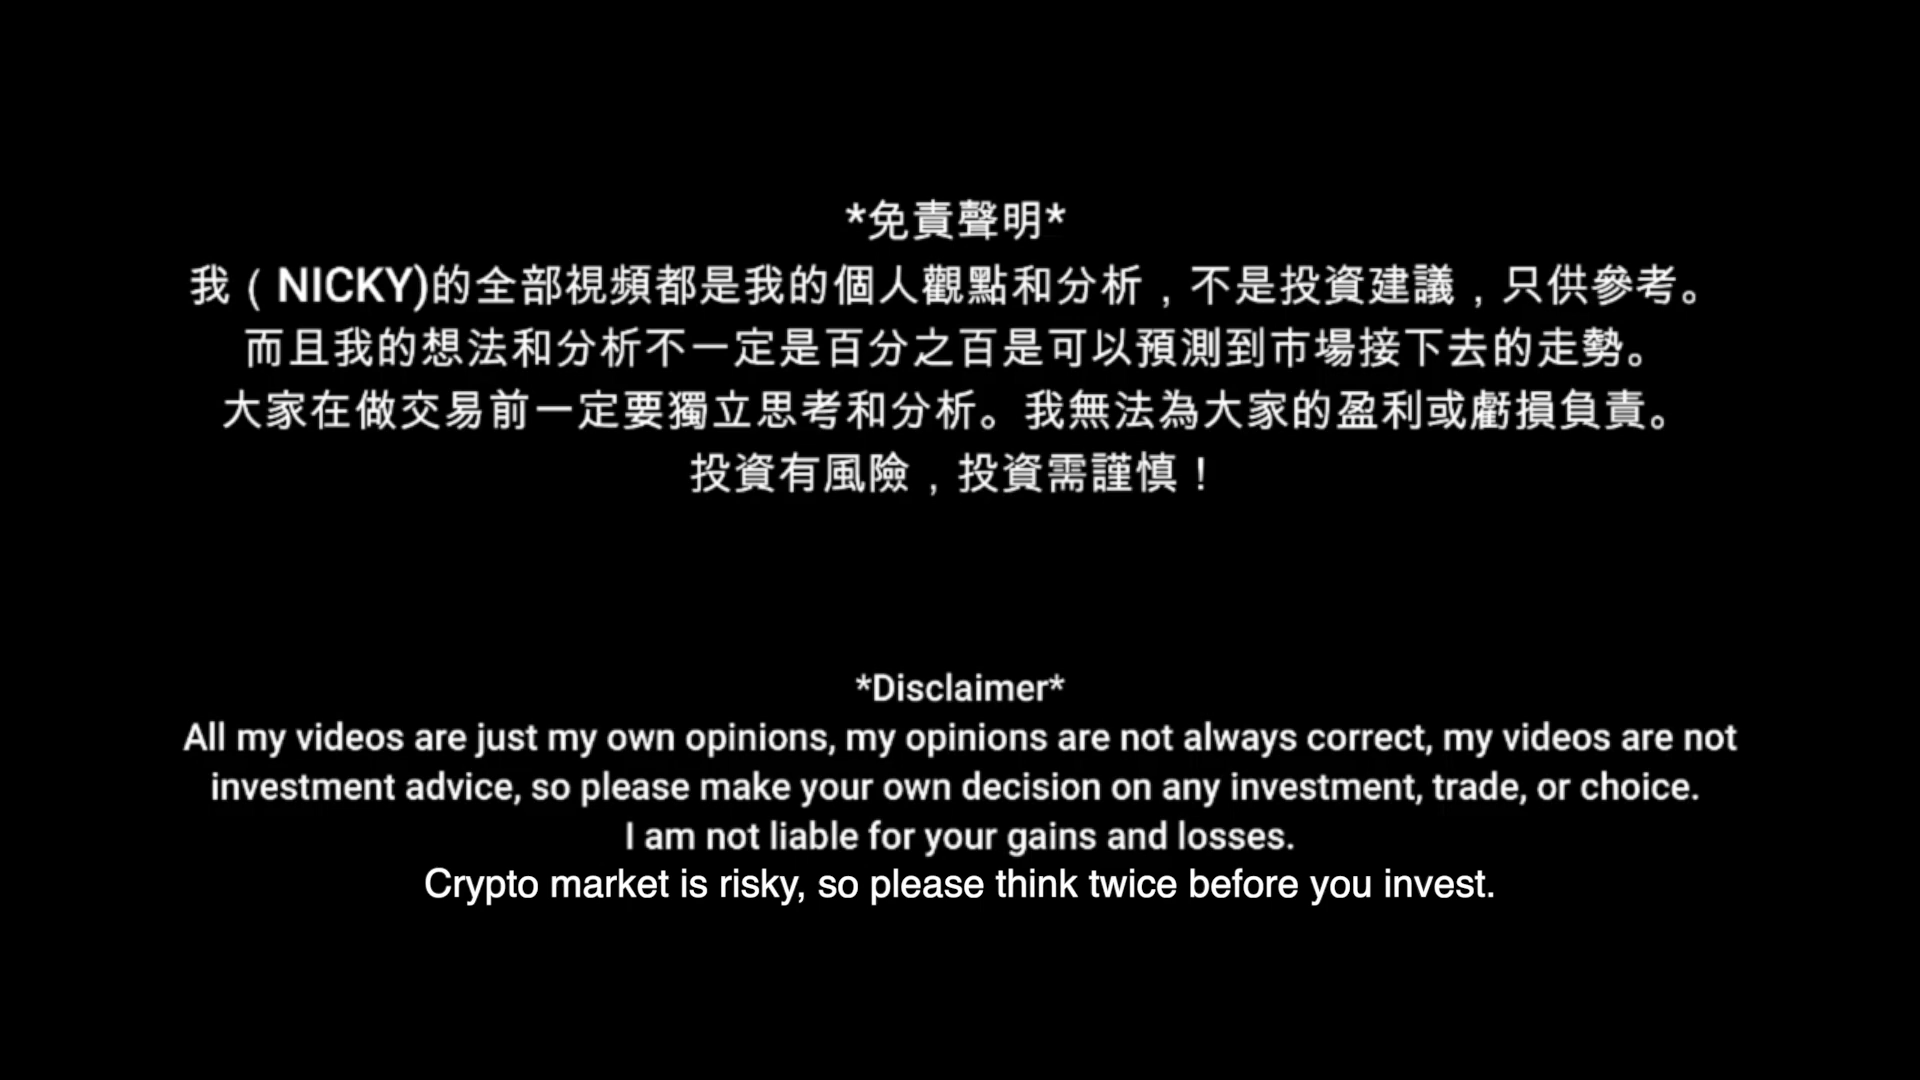 *免責聲明*
我（NICKY)的全部視頻都是我的個人觀點和分析，不是投資建議，只供參考。
而且我的想法和分析不一定是百分之百是可以預測到市場接下去的走勢。
大家在做交易前一定要獨立思考和分析。我無法為大家的盈利或虧損負責。
投資有風險，投資需謹慎！
*Disclaimer*
All my videos are just my own opinions, my opinions are not always correct, my videos are not
investment advice, so please make your own decision on any investment, trade, or choice.
I am not liable for your gains and losses.
Crypto market is risky, so please think twice before you invest.